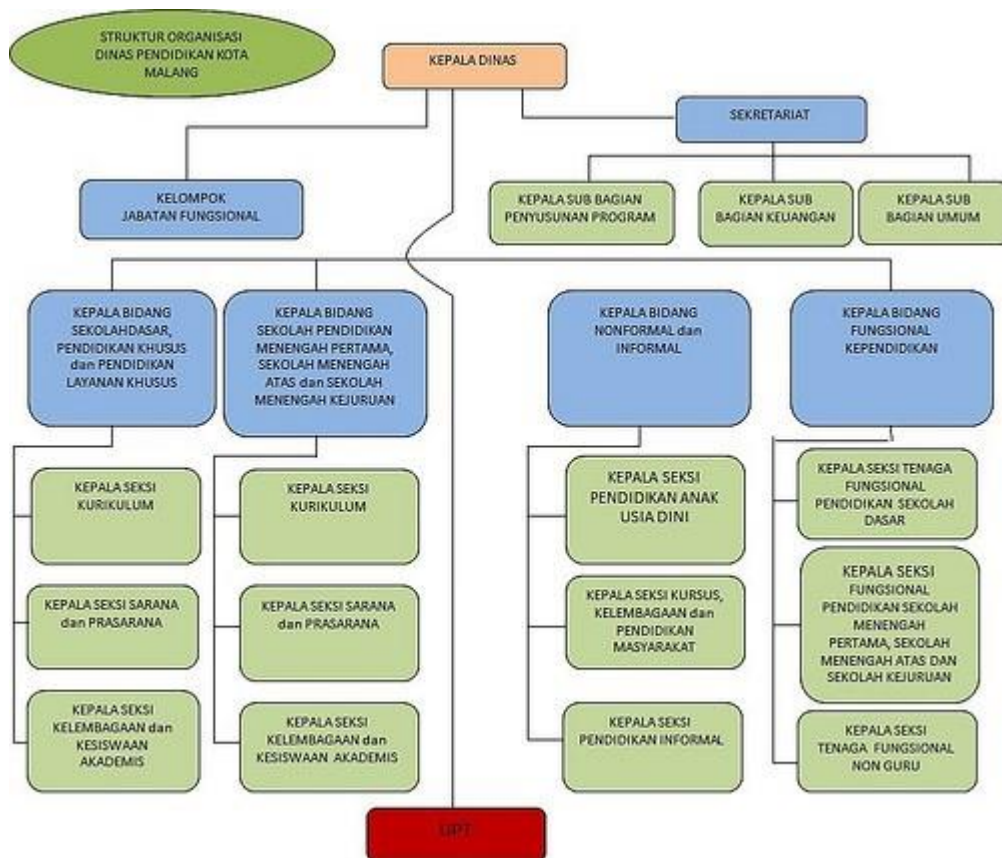 STRUKTUR ORGANISASI
DINAS PENDIDIKAN KOTA
MALANG
KEPALA DINAS
SEKRETARIAT
KELOMPOK
JABATAN FUNGSIONAL
KEPALA SUB BAGIAN
PENYUSUNAN PROGRAM
KEPALA SUB
BAGIAN KEUANGAN
KEPALA SUB
BAGIAN UMUM
KEPALA BIDANG
SEKOLAHDASAR,
PENDIDIKAN KHUSUS
dan PENDIDIKAN
LAYANAN KHUSUS
KEPALA BIDANG
SEKOLAH PENDIDIKAN
MENENGAH PERTAMA,
SEKOLAH MENENGAH
ATAS dan SEKOLAH
MENENGAH KEJURUAN
KEPALA BIDANG
NONFORMAL dan
INFORMAL
KEPALA BIDANG
FUNGSIONAL
KEPENDIDIKAN
KEPALA SEKSI
KURIKULUM
KEPALA SEKSI
KURIKULUM
KEPALA SEKSI
PENDIDIKAN ANAK
USIA DINI
KEPALA SEKSI TENAGA
FUNGSIONAL
PENDIDIKAN SEKOLAH
DASAR
KEPALA SEKSI SARANA
dan PRASARANA
KEPALA SEKSI SARANA
dan PRASARANA
KEPALA SEKSI KURSUS,
KELEMBAGAAN dan
PENDIDIKAN
MASYARAKAT
KEPALA SEKSI
FUNGSIONAL
PENDIDIKAN SEKOLAH
MENENGAH
PERTAMA, SEKOLAH
MENENGAH ATAS DAN
SEKOLAH KEJURUAN
KEPALA SEKSI
KELEMBAGAAN dan
KESISWAAN
AKADEMIS
KEPALA SEKSI
KELEMBAGAAN dan
KESISWAAN AKADEMIS
KEPALA SEKSI
PENDIDIKAN INFORMAL
KEPALA SEKSI
TENAGA FUNGSIONAL
NON GURU
UPT